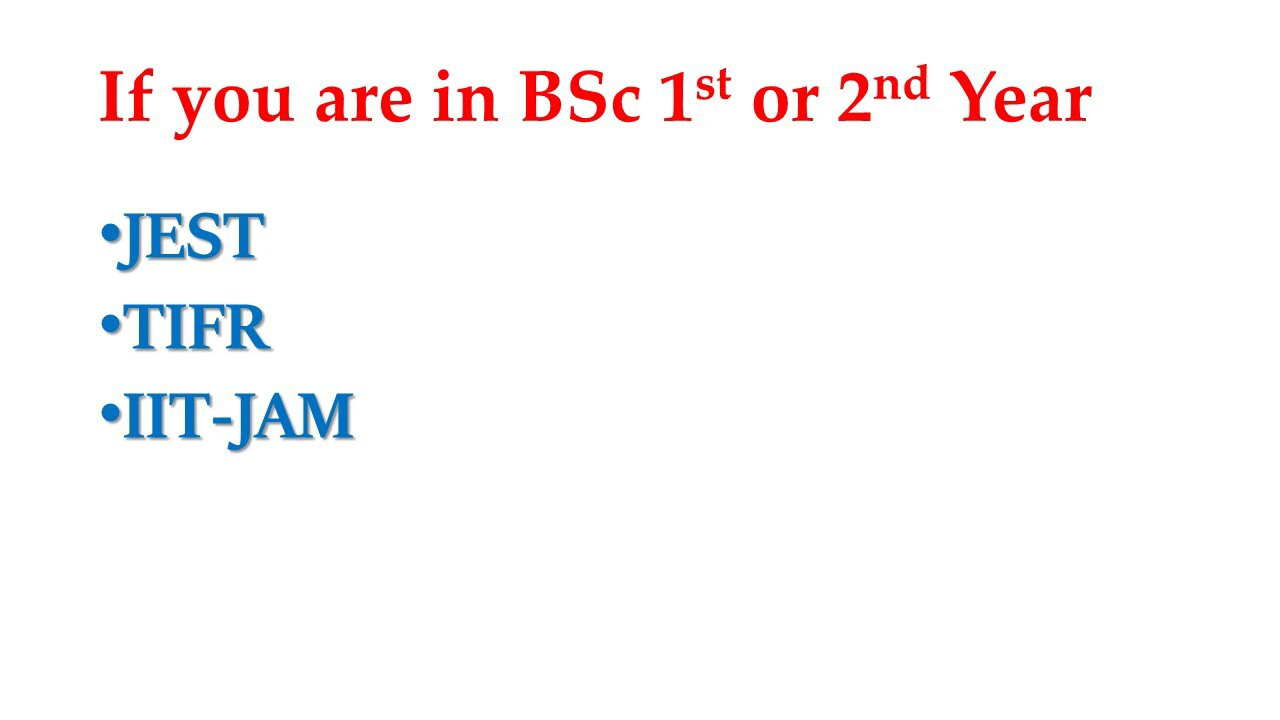 If you are in BSc 1st or 2nd Year
•JEST
•TIFR
•IIT-JAM